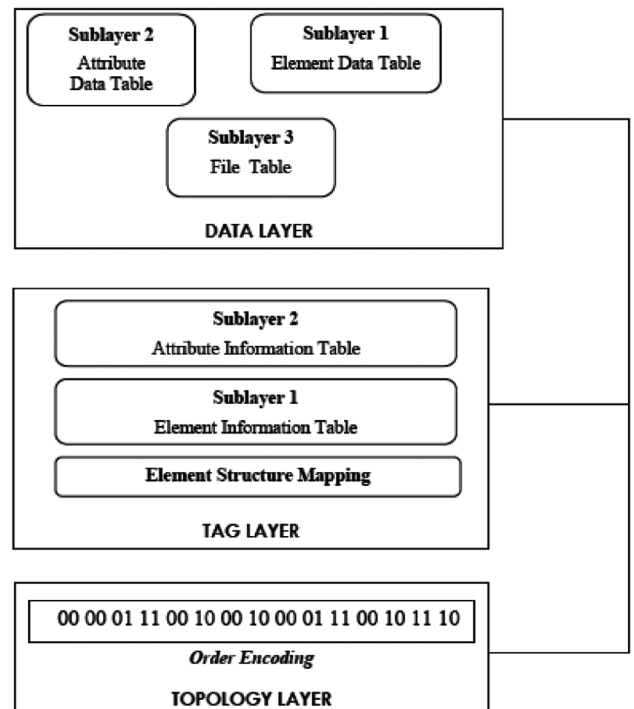 Sublayer 2
Attribute
Data Table
Sublayer 1
Element Data Table
Sublayer 3
File Table
DATA LAYER
Sublayer 2
Attribute Information Table
Sublayer 1
Element Information Table
Element Structure Mapping
TAG LAYER
00 00 01 11 00 10 00 10 00 01 11 00 10 11 10
Order Encoding
TOPOLOGY LAYER